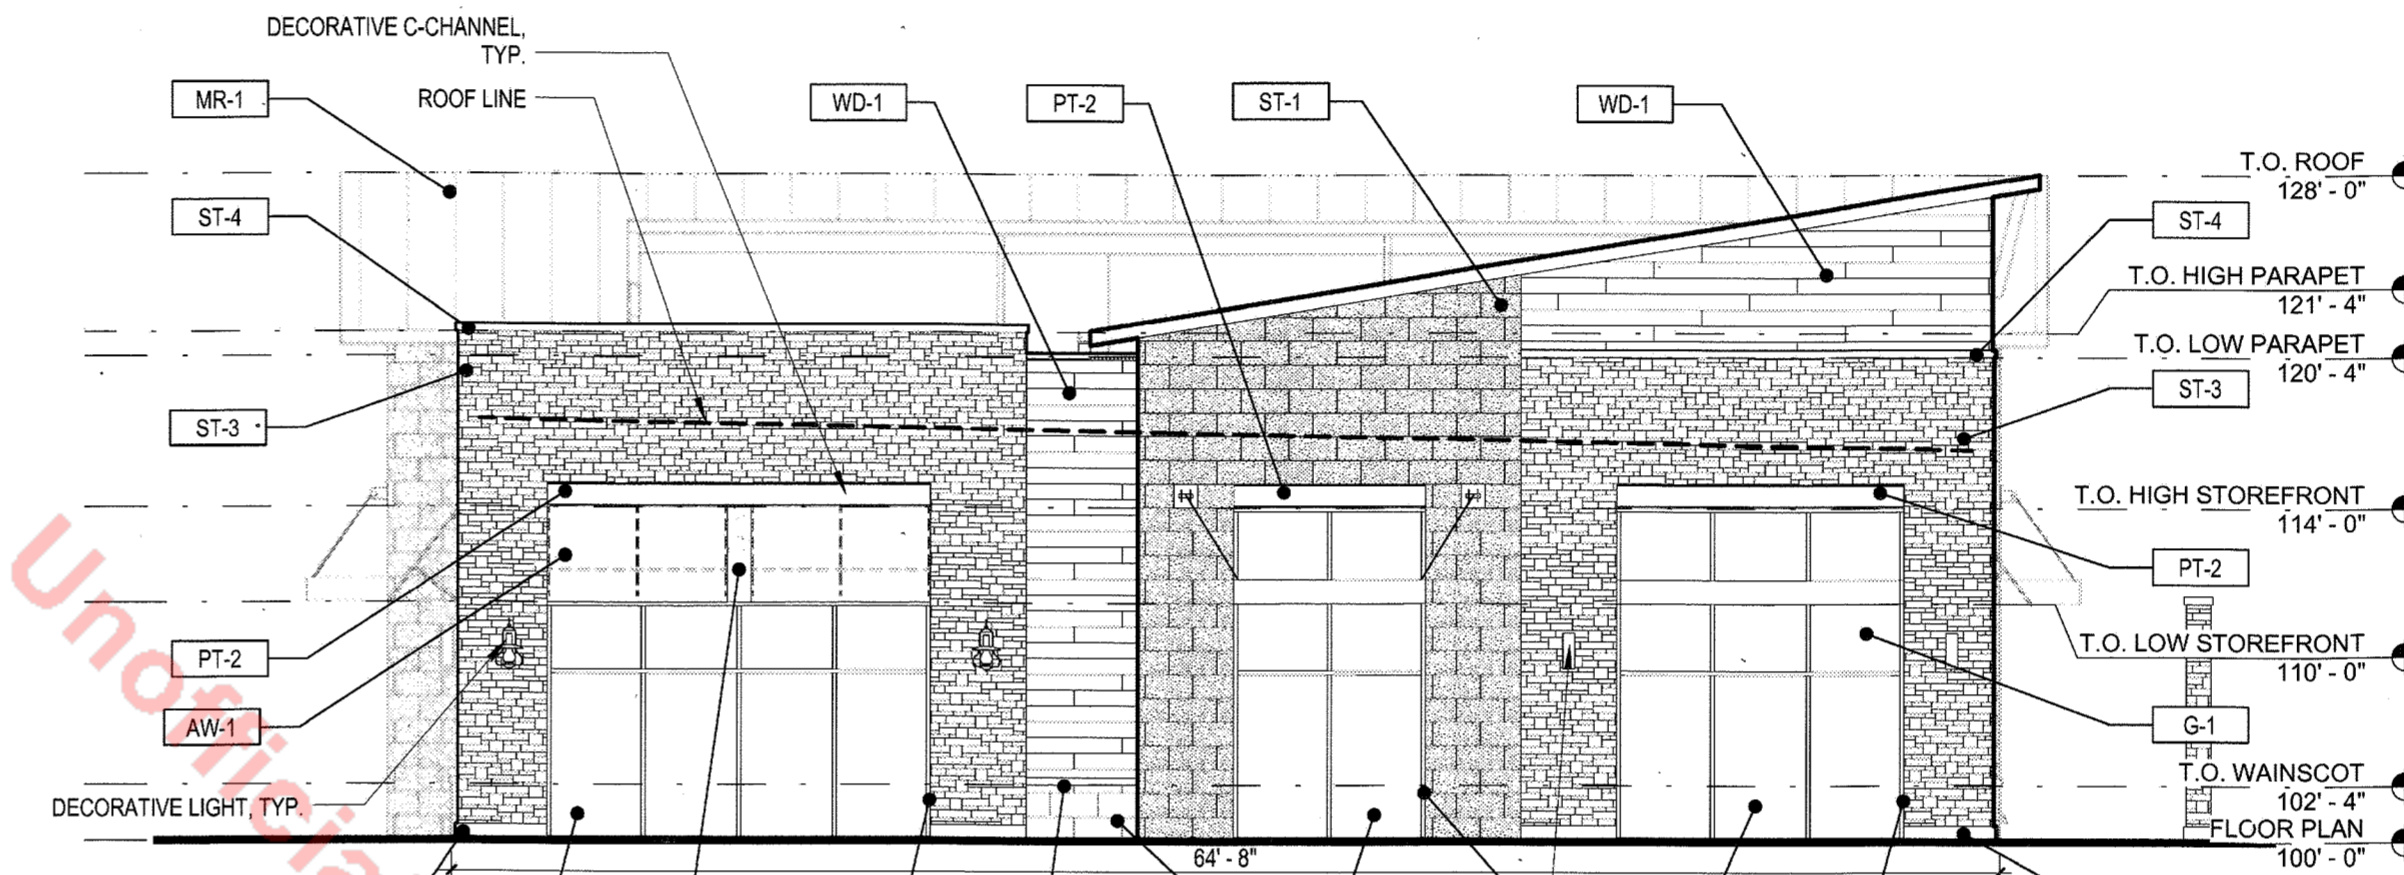 DECORATIVE C-CHANNEL,
TYP.
ROOF LINE
MR-1
WD-1
PT-2
ST-1
WD-1
T.O. ROOF
128' - 0"
ST-4
ST-4
T.O. HIGH PARAPET
121' - 4"
T.O. LOW PARAPET
120' - 4"
ST-3
ST-3
T.O. HIGH STOREFRONT
114' - 0"
PT-2
PT-2
T.O. LOW STOREFRONT
110' - 0"
AW-1
G-1
T.O. WAINSCOT
102' - 4"
DECORATIVE LIGHT, TYP.
FLOOR PLAN
100' - 0"
64' - 8"
Unofficia